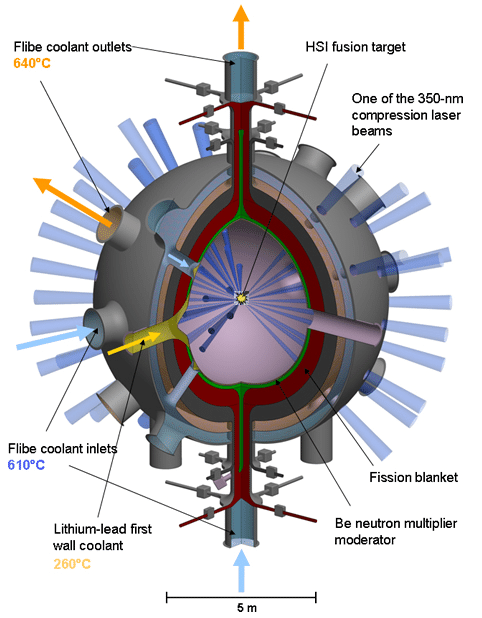 Flibe coolant outlets
640°C
HSI fusion target
One of the 350-nm
compression laser
beams
Flibe coolant inlets
610°C
Fission blanket
Lithium-lead first
wall coolant
260°C
Be neutron multiplier
moderator
5 m